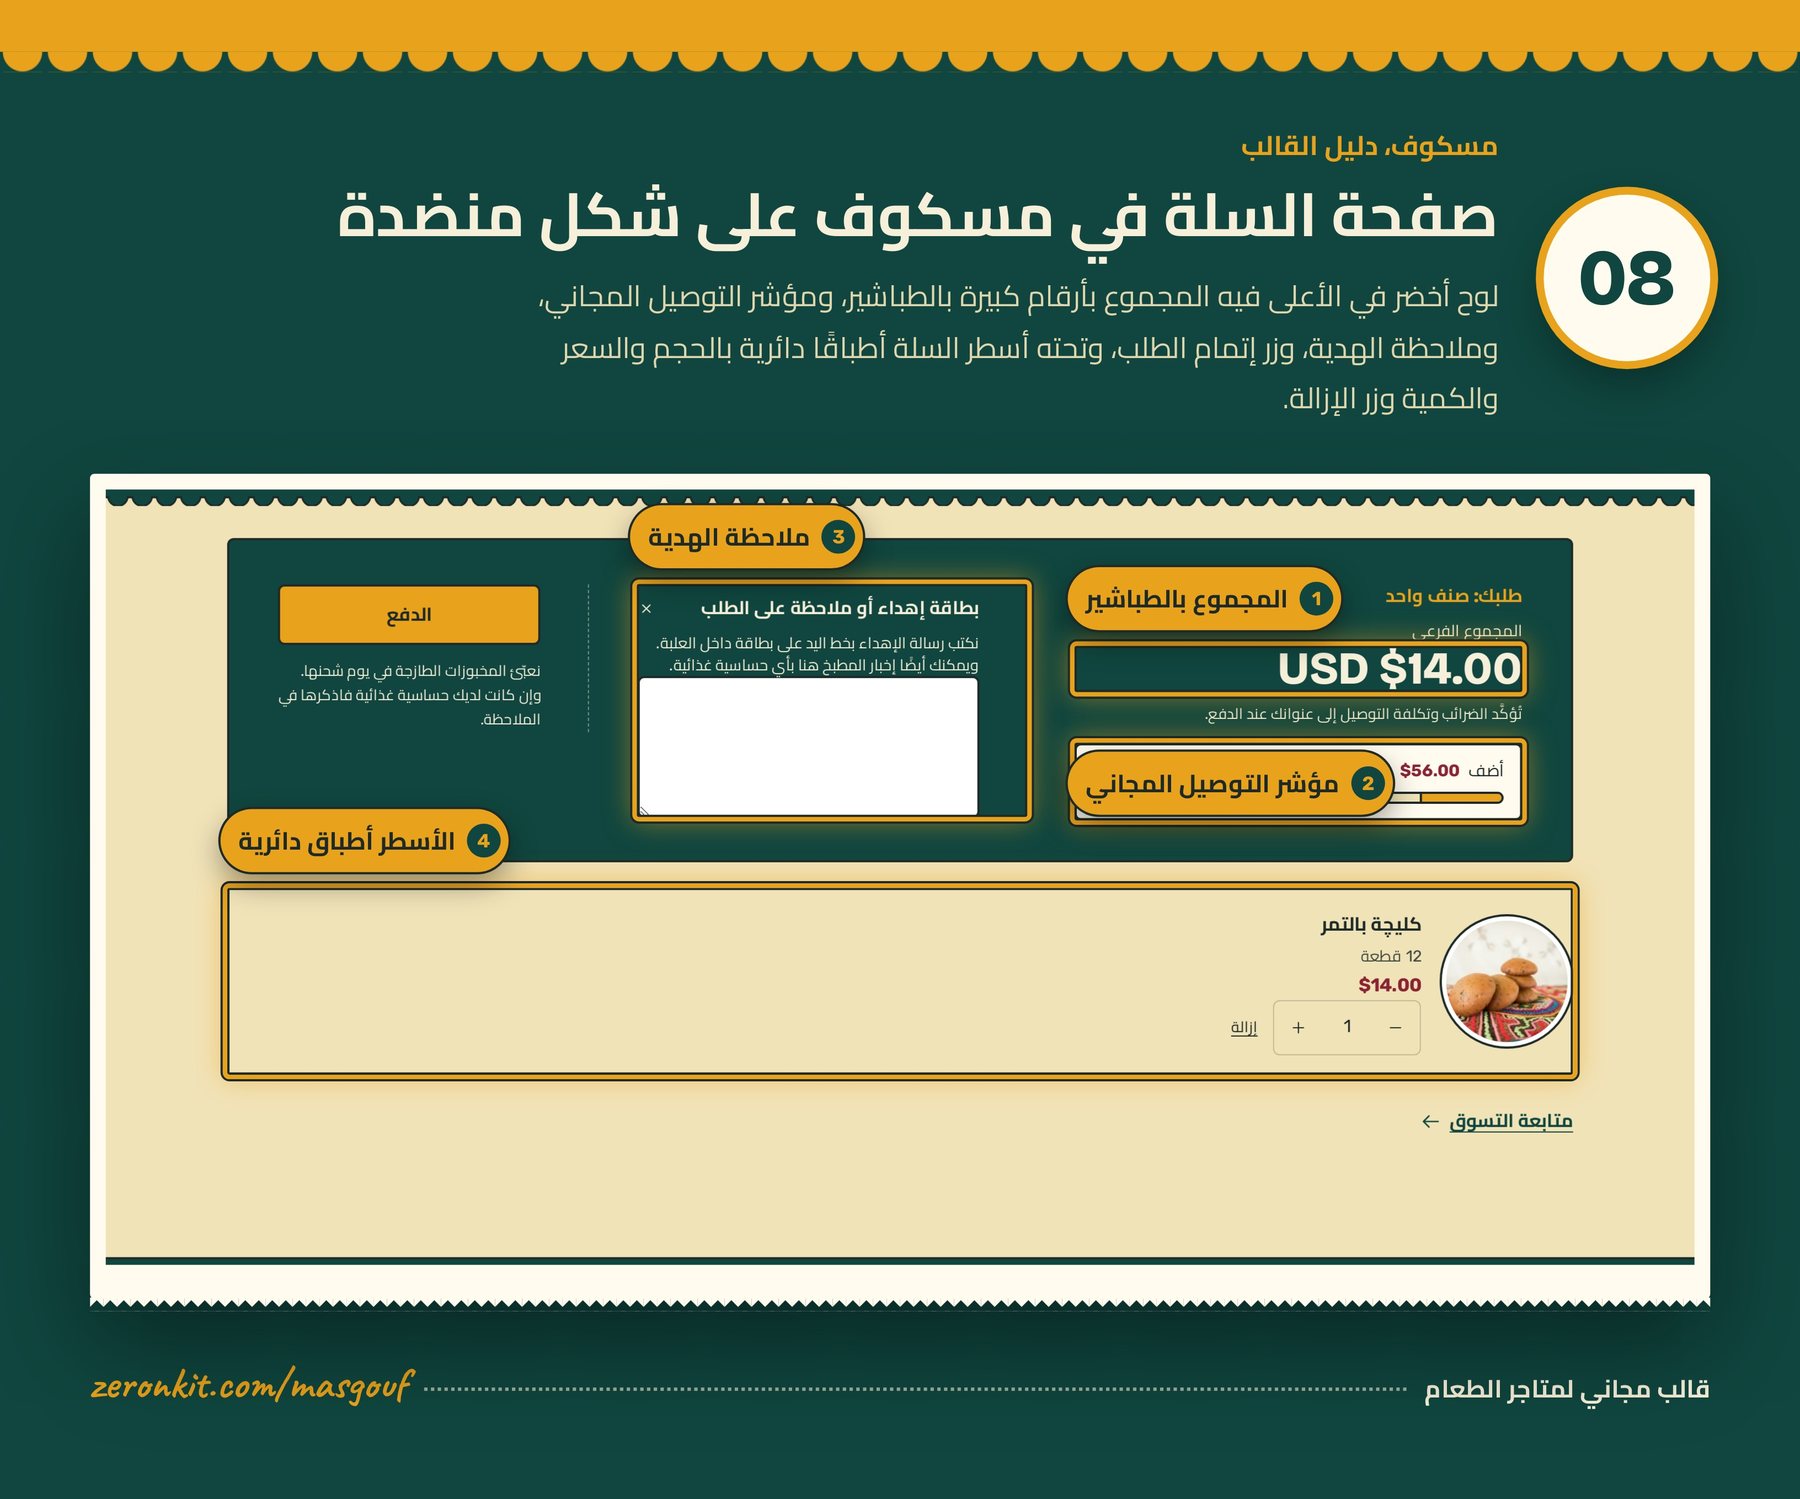 مسكوف، دليل القالب
صفحة السلة في مسكوف على شكل منضدة
08
لوح أخضر في الأعلى فيه المجموع بأرقام كبيرة بالطباشير، ومؤشر التوصيل المجاني،
وملاحظة الهدية، وزر إتمام الطلب، وتحته أسطر السلة أطباقًا دائرية بالحجم والسعر
والكمية وزر الإزالة.
طلبك: صنف واحد
1 المجموع بالطباشير
المجموع الفرعي
$14.00 USD
تُؤكَّد الضرائب وتكلفة التوصيل إلى عنوانك عند الدفع.
أضف $56.00
2 مؤشر التوصيل المجاني
3 ملاحظة الهدية
بطاقة إهداء أو ملاحظة على الطلب ×
نكتب رسالة الإهداء بخط اليد على بطاقة داخل العلبة.
ويمكنك أيضًا إخبار المطبخ هنا بأي حساسية غذائية.
الدفع
نعبّئ المخبوزات الطازجة في يوم شحنها.
وإن كانت لديك حساسية غذائية فاذكرها في
الملاحظة.
4 الأسطر أطباق دائرية
كليچة بالتمر
12 قطعة
$14.00
− 1 +
إزالة
متابعة التسوق ←
قالب مجاني لمتاجر الطعام
zeronkit.com/masgouf